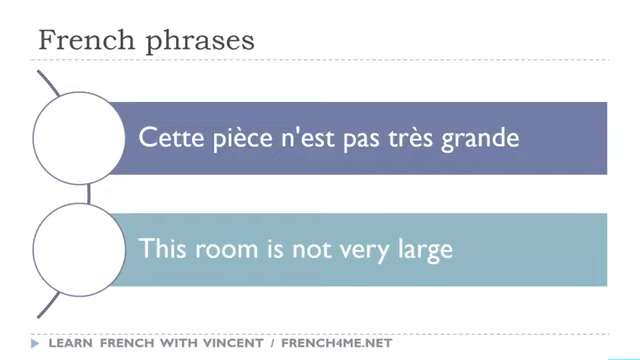 French phrases
Cette pièce n'est pas très grande
This room is not very large
LEARN FRENCH WITH VINCENT / FRENCH4ME.NET